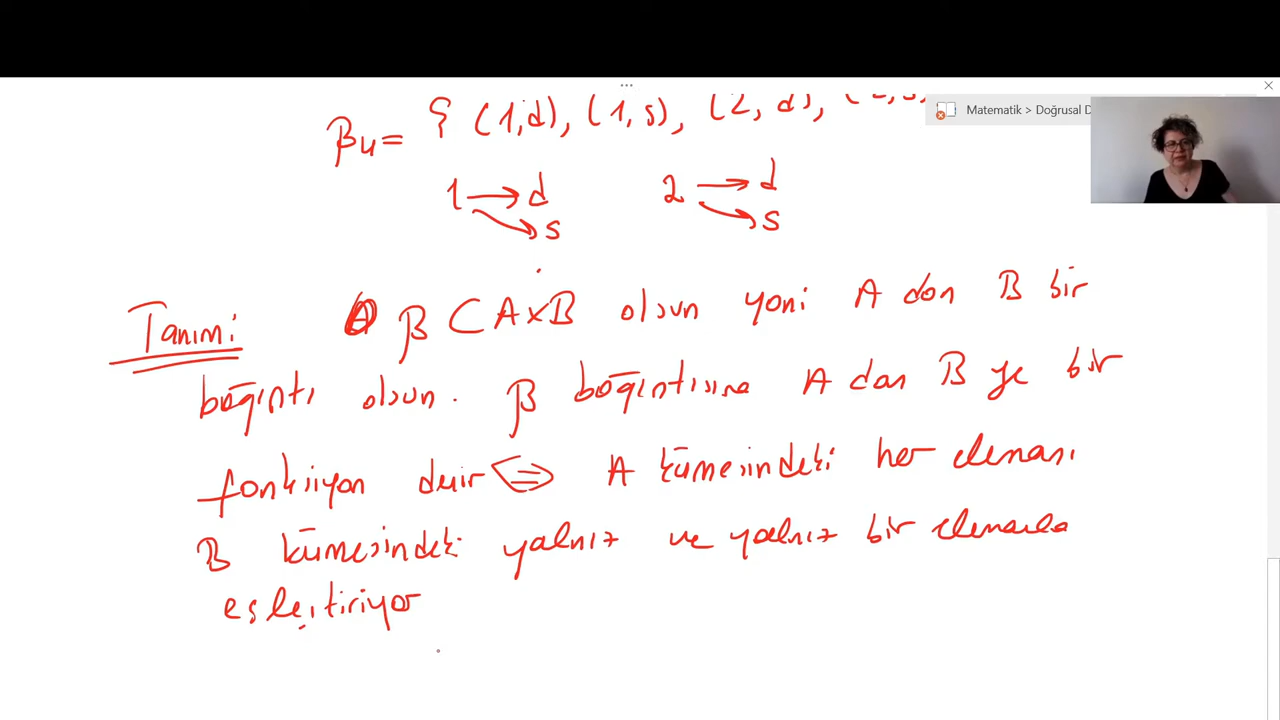 β₄ = { (1,d), (1,s), (2, d),
Matematik > Doğrusal D
1 → d 2 → d
→ s → s
Tanım: β ⊂ A×B olsun yani A dan B bir
bağıntı olsun. β bağıntısına A dan B ye bir
fonksiyon denir ⇔ A kümesindeki her elemanı
B kümesindeki yalnız ve yalnız bir elemanla
eşleştiriyor